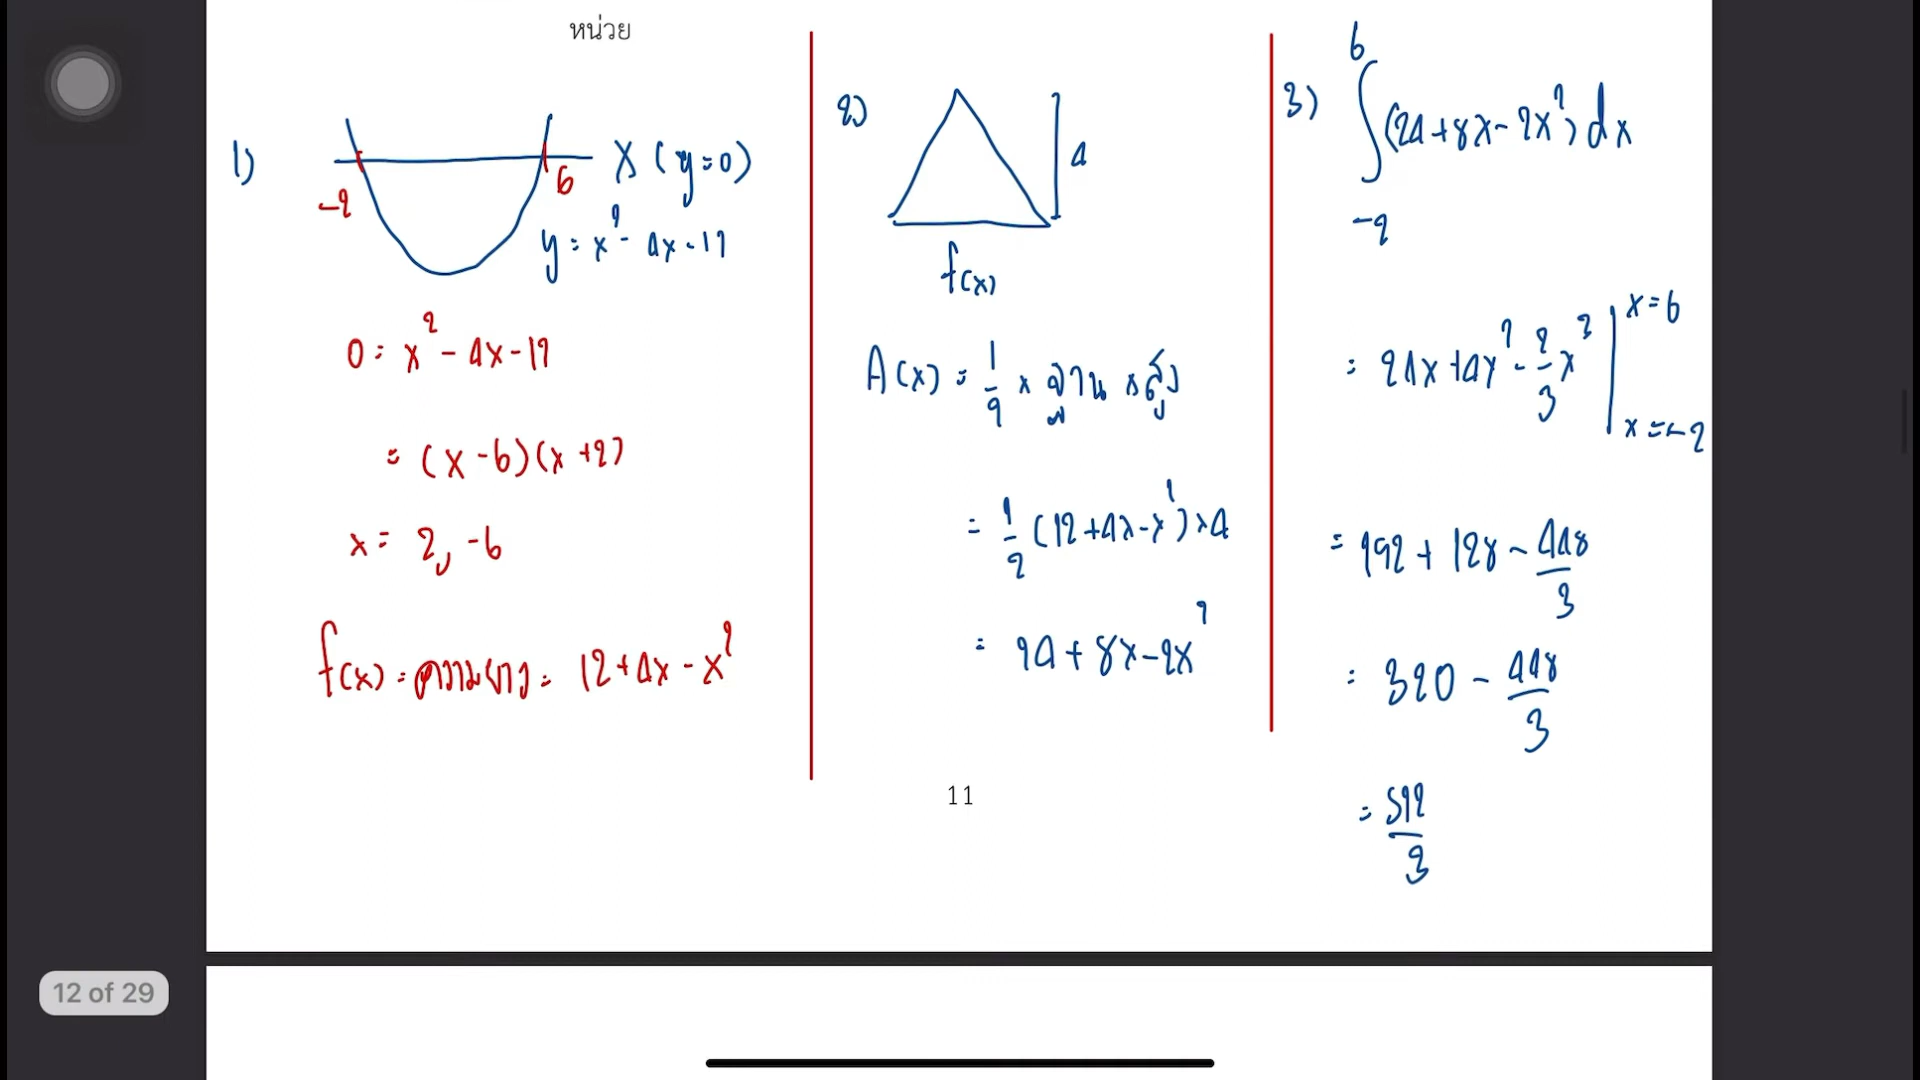 หน่วย
1)
-2
6
X (y=0)
y = x² - 4x - 12
0 = x² - 4x - 12
= (x - 6)(x + 2)
x = 2, -6
f(x) = ความยาว = 12 + 4x - x²
2)
4
f(x)
A(x) = 1/2 × ฐาน × สูง
= 1/2 (12 + 4x - x²) × 4
= 24 + 8x - 2x²
3) ∫_{-2}^{6} (24 + 8x - 2x²) dx
= 24x + 4x² - 2/3 x³ | x = 6
x = -2
= 192 + 128 - 448/3
= 320 - 448/3
= 512/3
11
12 of 29